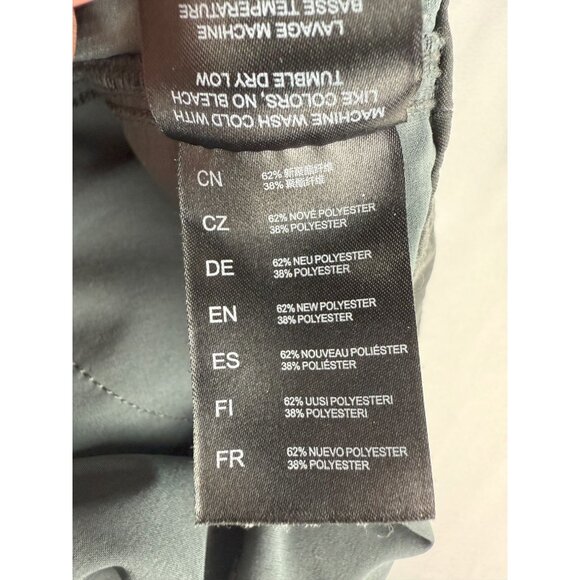 BASSE TEMPERATURE
LAVAGE MACHINE
TUMBLE DRY LOW
LIKE COLORS, NO BLEACH
MACHINE WASH COLD WITH
CN 62%
38%
CZ 62% NOVÉ POLYESTER
38% POLYESTER
DE 62% NEU POLYESTER
38% POLYESTER
EN 62% NEW POLYESTER
38% POLYESTER
ES 62% NOUVEAU POLIÉSTER
38% POLIÉSTER
FI 62% UUSI POLYESTERI
38% POLYESTERI
FR 62% NUEVO POLYESTER
38% POLYESTER